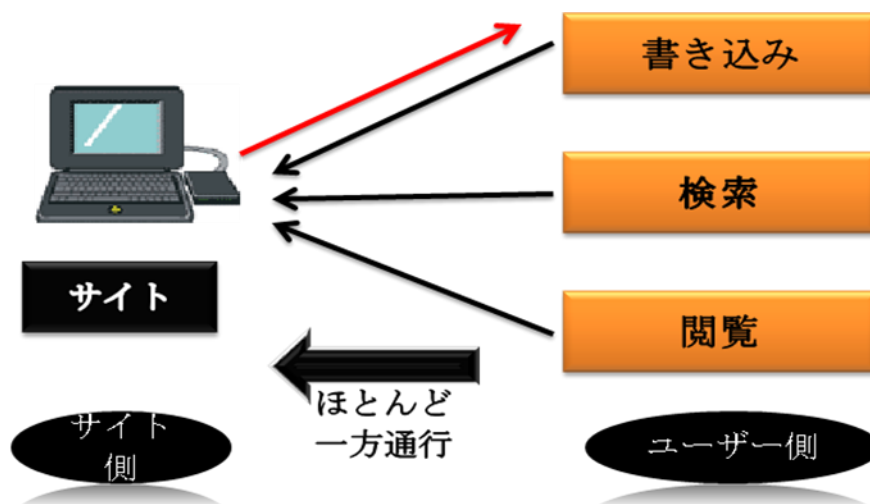 書き込み
検索
サイト
閲覧
ほとんど
一方通行
サイト
側
ユーザー側